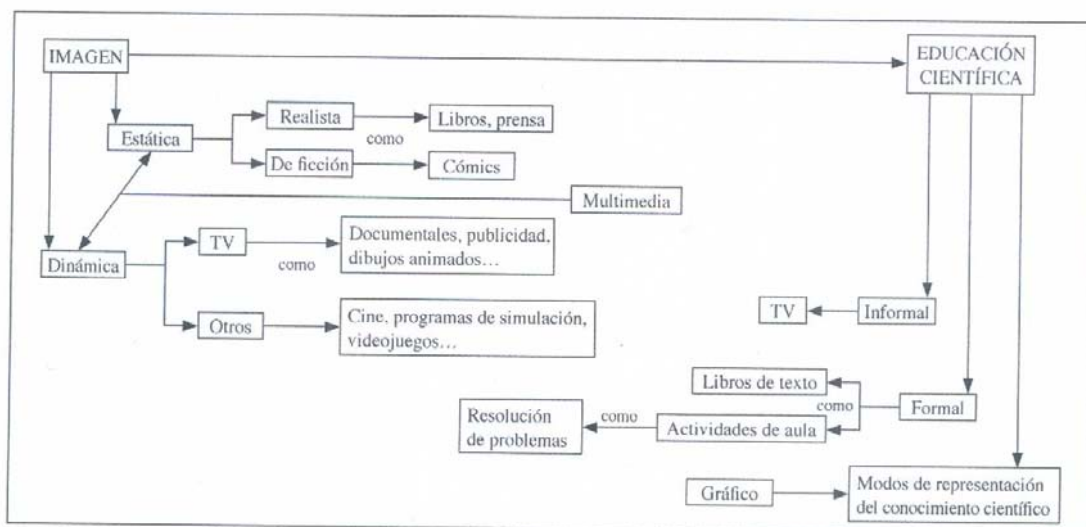 IMAGEN
EDUCACIÓN
CIENTÍFICA
Realista
Libros, prensa
como
Estática
De ficción
Cómics
Multimedia
TV
Documentales, publicidad,
dibujos animados...
como
Dinámica
Otros
Cine, programas de simulación,
videojuegos...
TV
Informal
Libros de texto
como
Formal
Resolución
de problemas
como
Actividades de aula
Gráfico
Modos de representación
del conocimiento científico